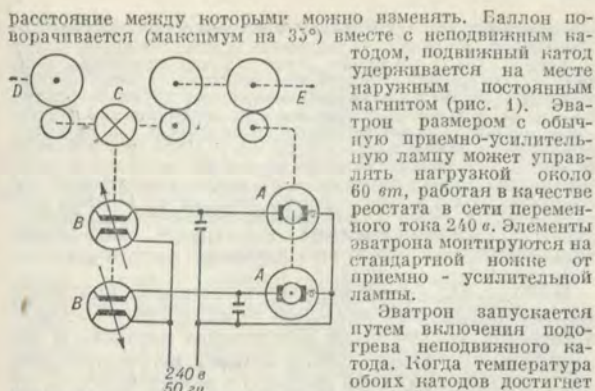 расстояние между которыми можно изменять. Баллон по-
ворачивается (максимум на 35°) вместе с неподвижным ка-
тодом, подвижный катод
удерживается на месте
наружным постоянным
магнитом (рис. 1). Эва-
трон размером с обыч-
ную приемно-усилитель-
ную лампу может управ-
лять нагрузкой около
60 вт, работая в качестве
реостата в сети перемен-
ного тока 240 в. Элементы
эватрона монтируются на
стандартной ножке от
приемно - усилительной
лампы.
Эватрон запускается
путем включения подо-
грева неподвижного ка-
тода. Когда температура
обоих катодов достигнет
D
C
E
B
A
B
A
240 в
50 гц